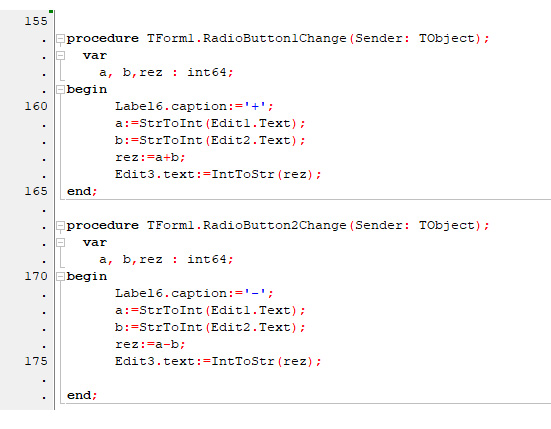 155
. procedure TForm1.RadioButton1Change(Sender: TObject);
. var
. a, b,rez : int64;
. begin
160 Label6.caption:='+';
. a:=StrToInt(Edit1.Text);
. b:=StrToInt(Edit2.Text);
. rez:=a+b;
. Edit3.text:=IntToStr(rez);
165 end;
.
. procedure TForm1.RadioButton2Change(Sender: TObject);
. var
. a, b,rez : int64;
170 begin
. Label6.caption:='-';
. a:=StrToInt(Edit1.Text);
. b:=StrToInt(Edit2.Text);
. rez:=a-b;
175 Edit3.text:=IntToStr(rez);
.
. end;